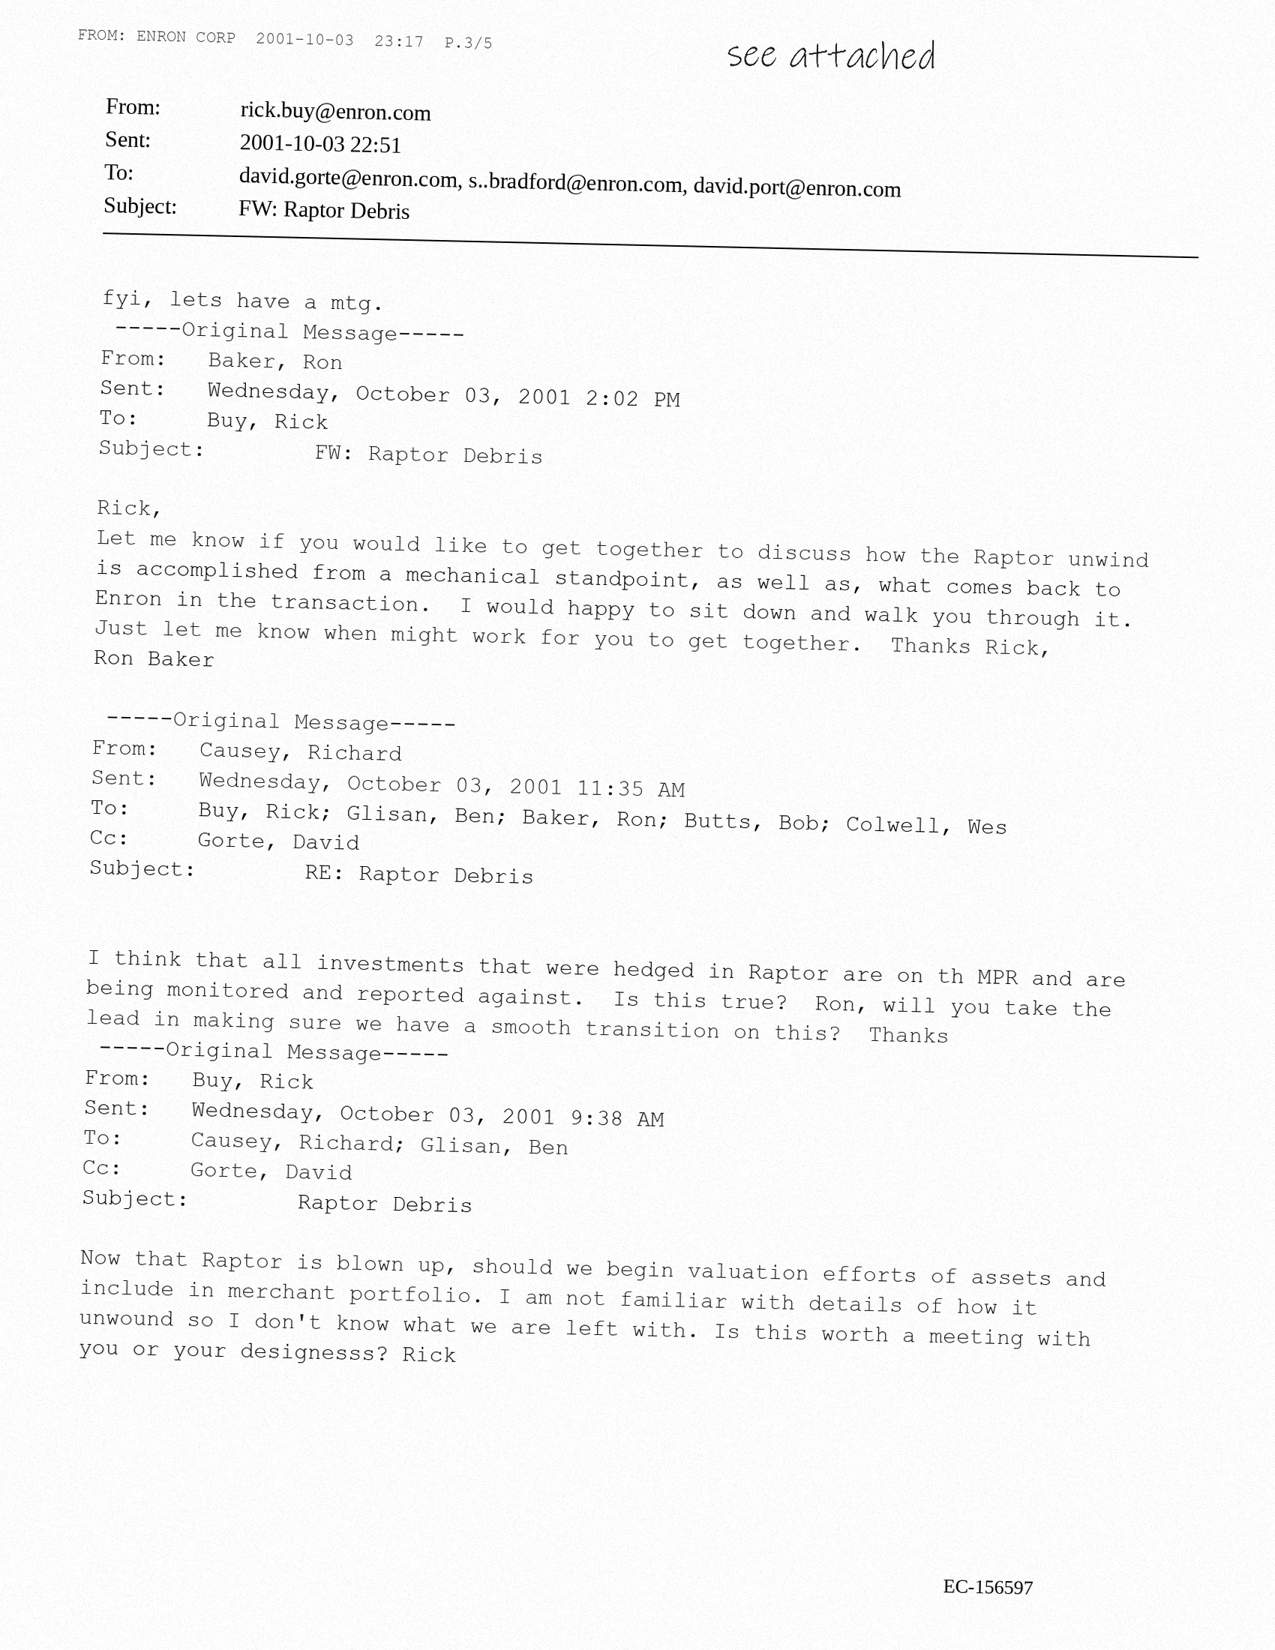 FROM: ENRON CORP  2001-10-03  23:17  P.3/5
see attached
From: rick.buy@enron.com
Sent: 2001-10-03 22:51
To: david.gorte@enron.com, s..bradford@enron.com, david.port@enron.com
Subject: FW: Raptor Debris
fyi, lets have a mtg.
-----Original Message-----
From: Baker, Ron
Sent: Wednesday, October 03, 2001 2:02 PM
To: Buy, Rick
Subject: FW: Raptor Debris
Rick,
Let me know if you would like to get together to discuss how the Raptor unwind
is accomplished from a mechanical standpoint, as well as, what comes back to
Enron in the transaction.  I would happy to sit down and walk you through it.
Just let me know when might work for you to get together.  Thanks Rick,
Ron Baker
-----Original Message-----
From: Causey, Richard
Sent: Wednesday, October 03, 2001 11:35 AM
To: Buy, Rick; Glisan, Ben; Baker, Ron; Butts, Bob; Colwell, Wes
Cc: Gorte, David
Subject: RE: Raptor Debris
I think that all investments that were hedged in Raptor are on th MPR and are
being monitored and reported against.  Is this true?  Ron, will you take the
lead in making sure we have a smooth transition on this?  Thanks
-----Original Message-----
From: Buy, Rick
Sent: Wednesday, October 03, 2001 9:38 AM
To: Causey, Richard; Glisan, Ben
Cc: Gorte, David
Subject: Raptor Debris
Now that Raptor is blown up, should we begin valuation efforts of assets and
include in merchant portfolio. I am not familiar with details of how it
unwound so I don't know what we are left with. Is this worth a meeting with
you or your designesss? Rick
EC-156597